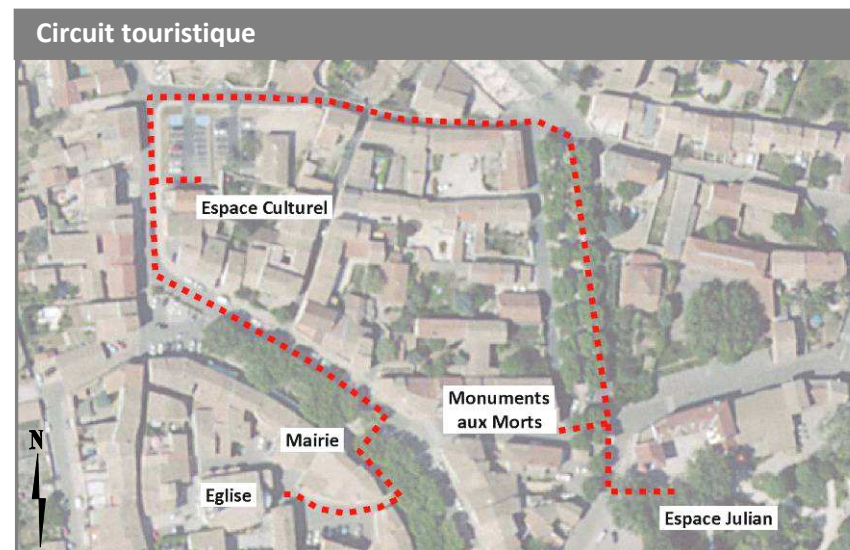 Circuit touristique
Espace Culturel
Monuments
aux Morts
Mairie
N
Eglise
Espace Julian